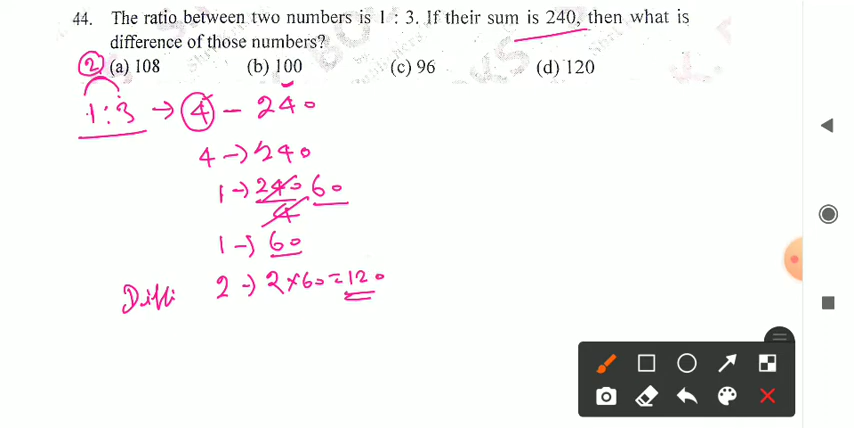 44. The ratio between two numbers is 1 : 3. If their sum is 240, then what is
difference of those numbers?
2 (a) 108 (b) 100 (c) 96 (d) 120
1:3 → 4 - 240
4 → 240
1 → 240/4 60
1 → 60
Diffi 2 → 2×60=120